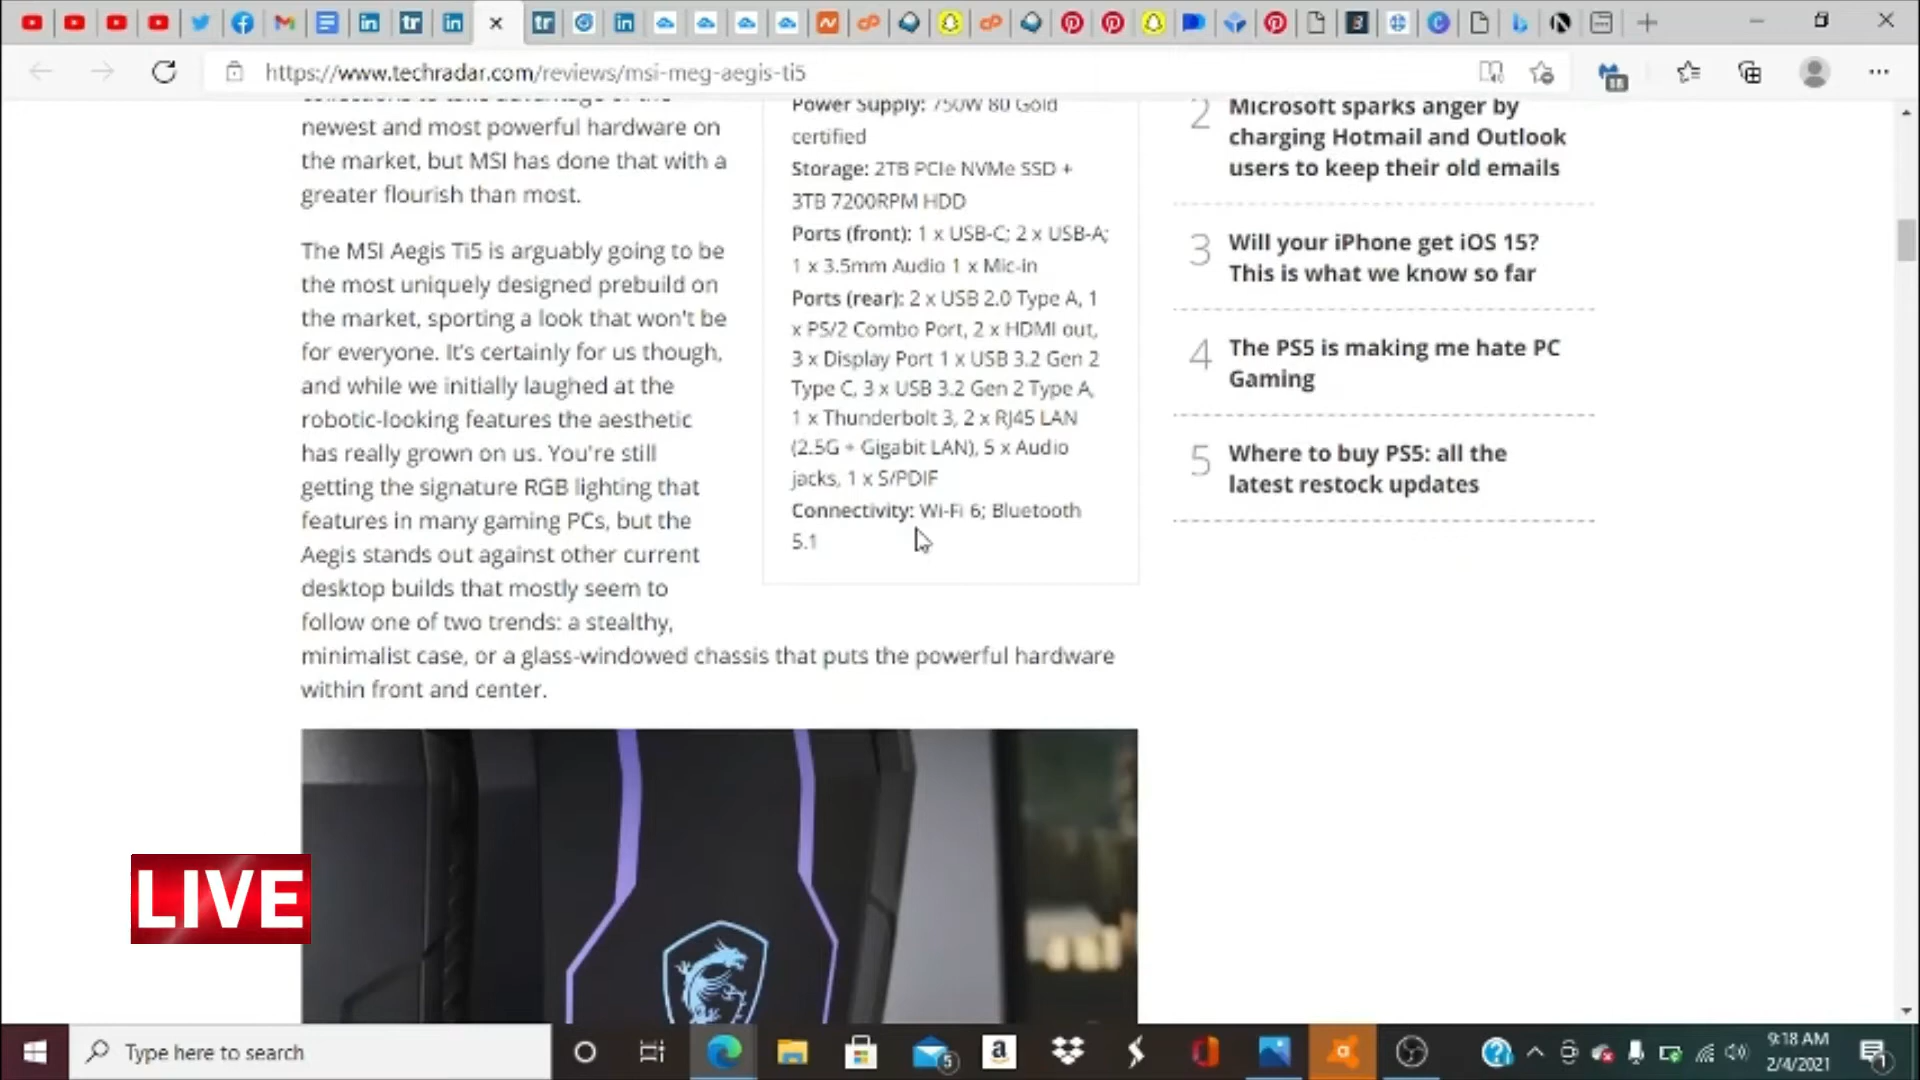 https://www.techradar.com/reviews/msi-meg-aegis-ti5
newest and most powerful hardware on
the market, but MSI has done that with a
greater flourish than most.
The MSI Aegis Ti5 is arguably going to be
the most uniquely designed prebuild on
the market, sporting a look that won't be
for everyone. It's certainly for us though,
and while we initially laughed at the
robotic-looking features the aesthetic
has really grown on us. You're still
getting the signature RGB lighting that
features in many gaming PCs, but the
Aegis stands out against other current
desktop builds that mostly seem to
follow one of two trends: a stealthy,
minimalist case, or a glass-windowed chassis that puts the powerful hardware
within front and center.
Power Supply: 750W 80 Gold
certified
Storage: 2TB PCIe NVMe SSD +
3TB 7200RPM HDD
Ports (front): 1 x USB-C; 2 x USB-A;
1 x 3.5mm Audio 1 x Mic-in
Ports (rear): 2 x USB 2.0 Type A, 1
x PS/2 Combo Port, 2 x HDMI out,
3 x Display Port 1 x USB 3.2 Gen 2
Type C, 3 x USB 3.2 Gen 2 Type A,
1 x Thunderbolt 3, 2 x RJ45 LAN
(2.5G + Gigabit LAN), 5 x Audio
jacks, 1 x S/PDIF
Connectivity: Wi-Fi 6; Bluetooth
5.1
2 Microsoft sparks anger by
charging Hotmail and Outlook
users to keep their old emails
3 Will your iPhone get iOS 15?
This is what we know so far
4 The PS5 is making me hate PC
Gaming
5 Where to buy PS5: all the
latest restock updates
LIVE
Type here to search
9:18 AM
2/4/2021